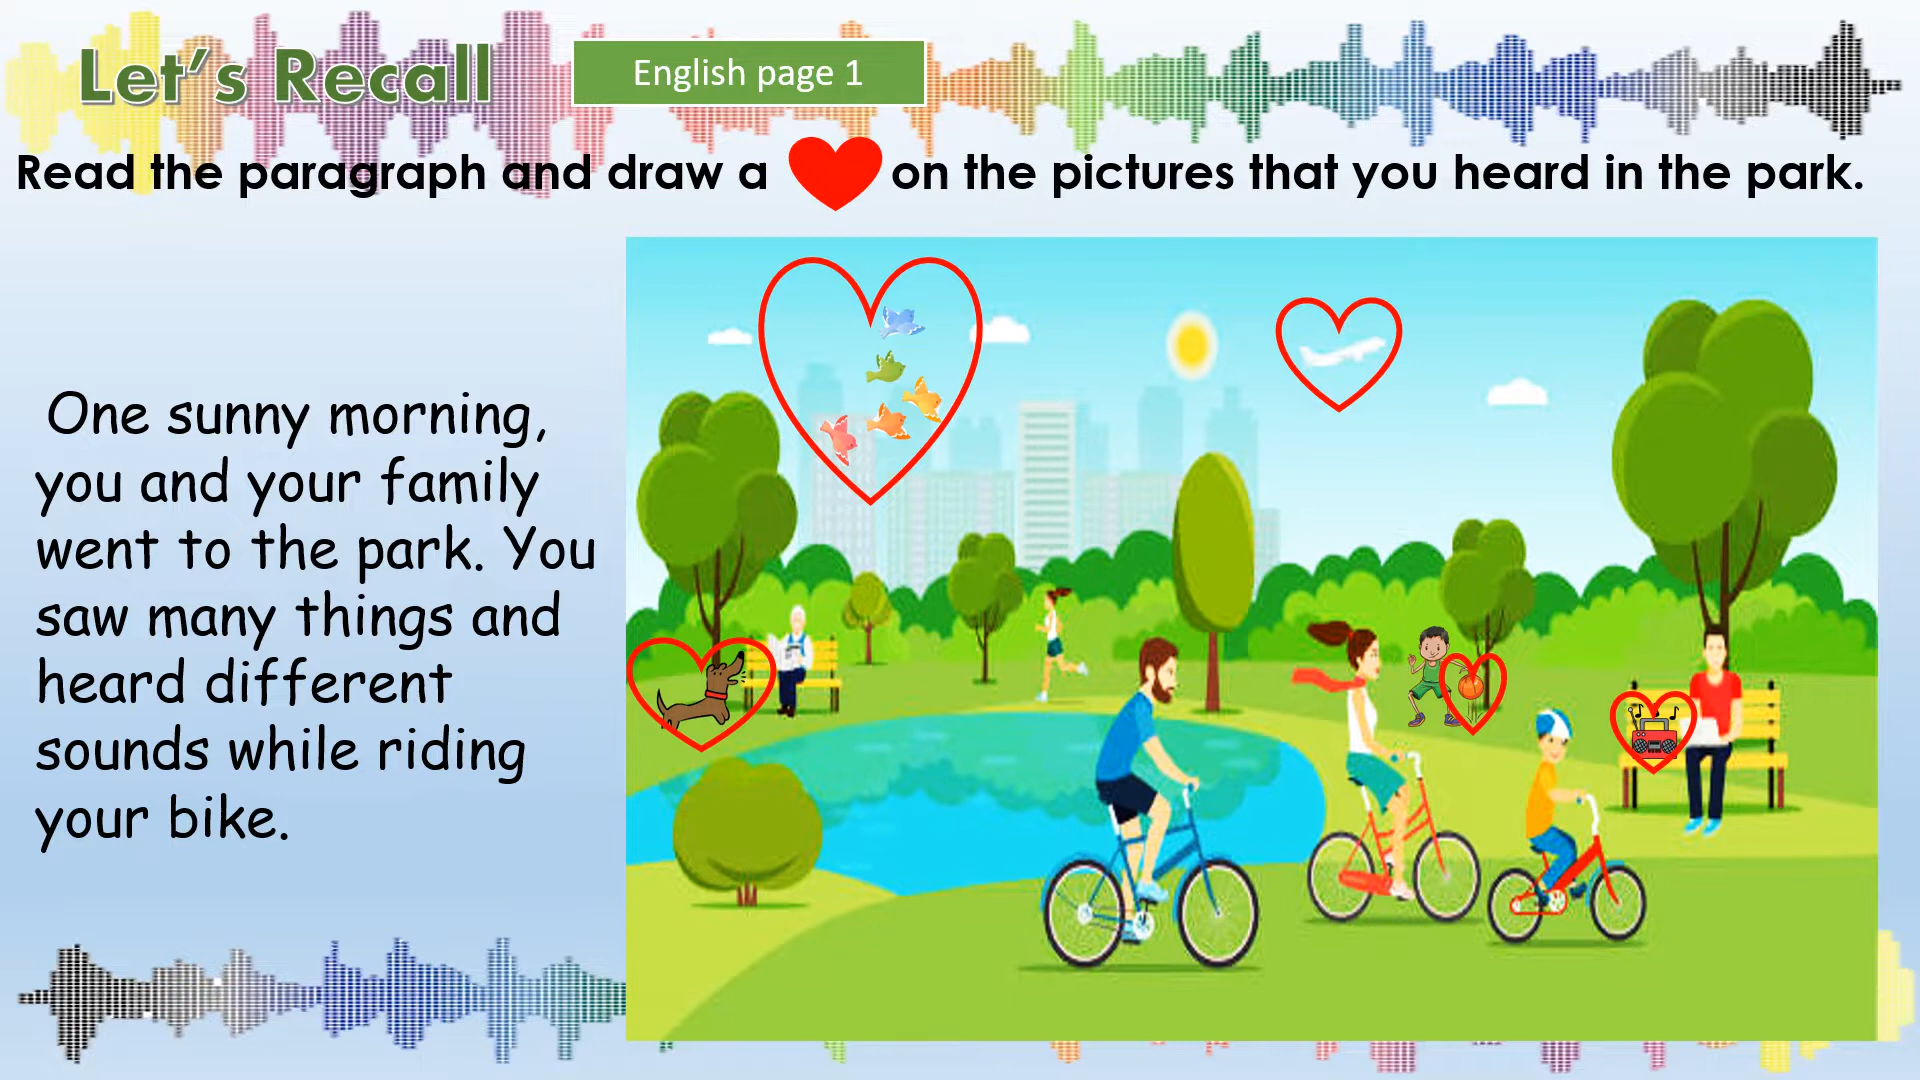 Let's Recall
English page 1
Read the paragraph and draw a on the pictures that you heard in the park.
One sunny morning,
you and your family
went to the park. You
saw many things and
heard different
sounds while riding
your bike.